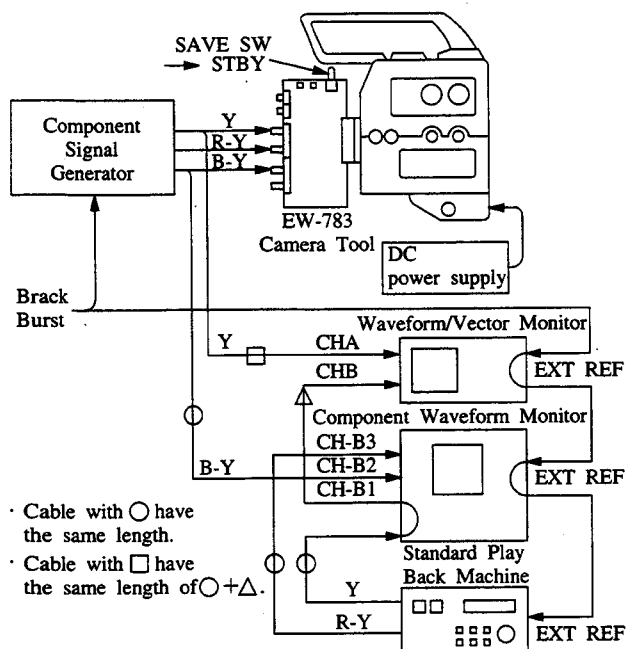 SAVE SW
→ STBY
Component
Signal
Generator
Y
R-Y
B-Y
EW-783
Camera Tool
DC
power supply
Brack
Burst
Waveform/Vector Monitor
Y
CHA
CHB
EXT REF
Component Waveform Monitor
CH-B3
B-Y
CH-B2
CH-B1
EXT REF
· Cable with ○ have
the same length.
· Cable with □ have
the same length of ○+△.
Standard Play
Back Machine
Y
R-Y
EXT REF